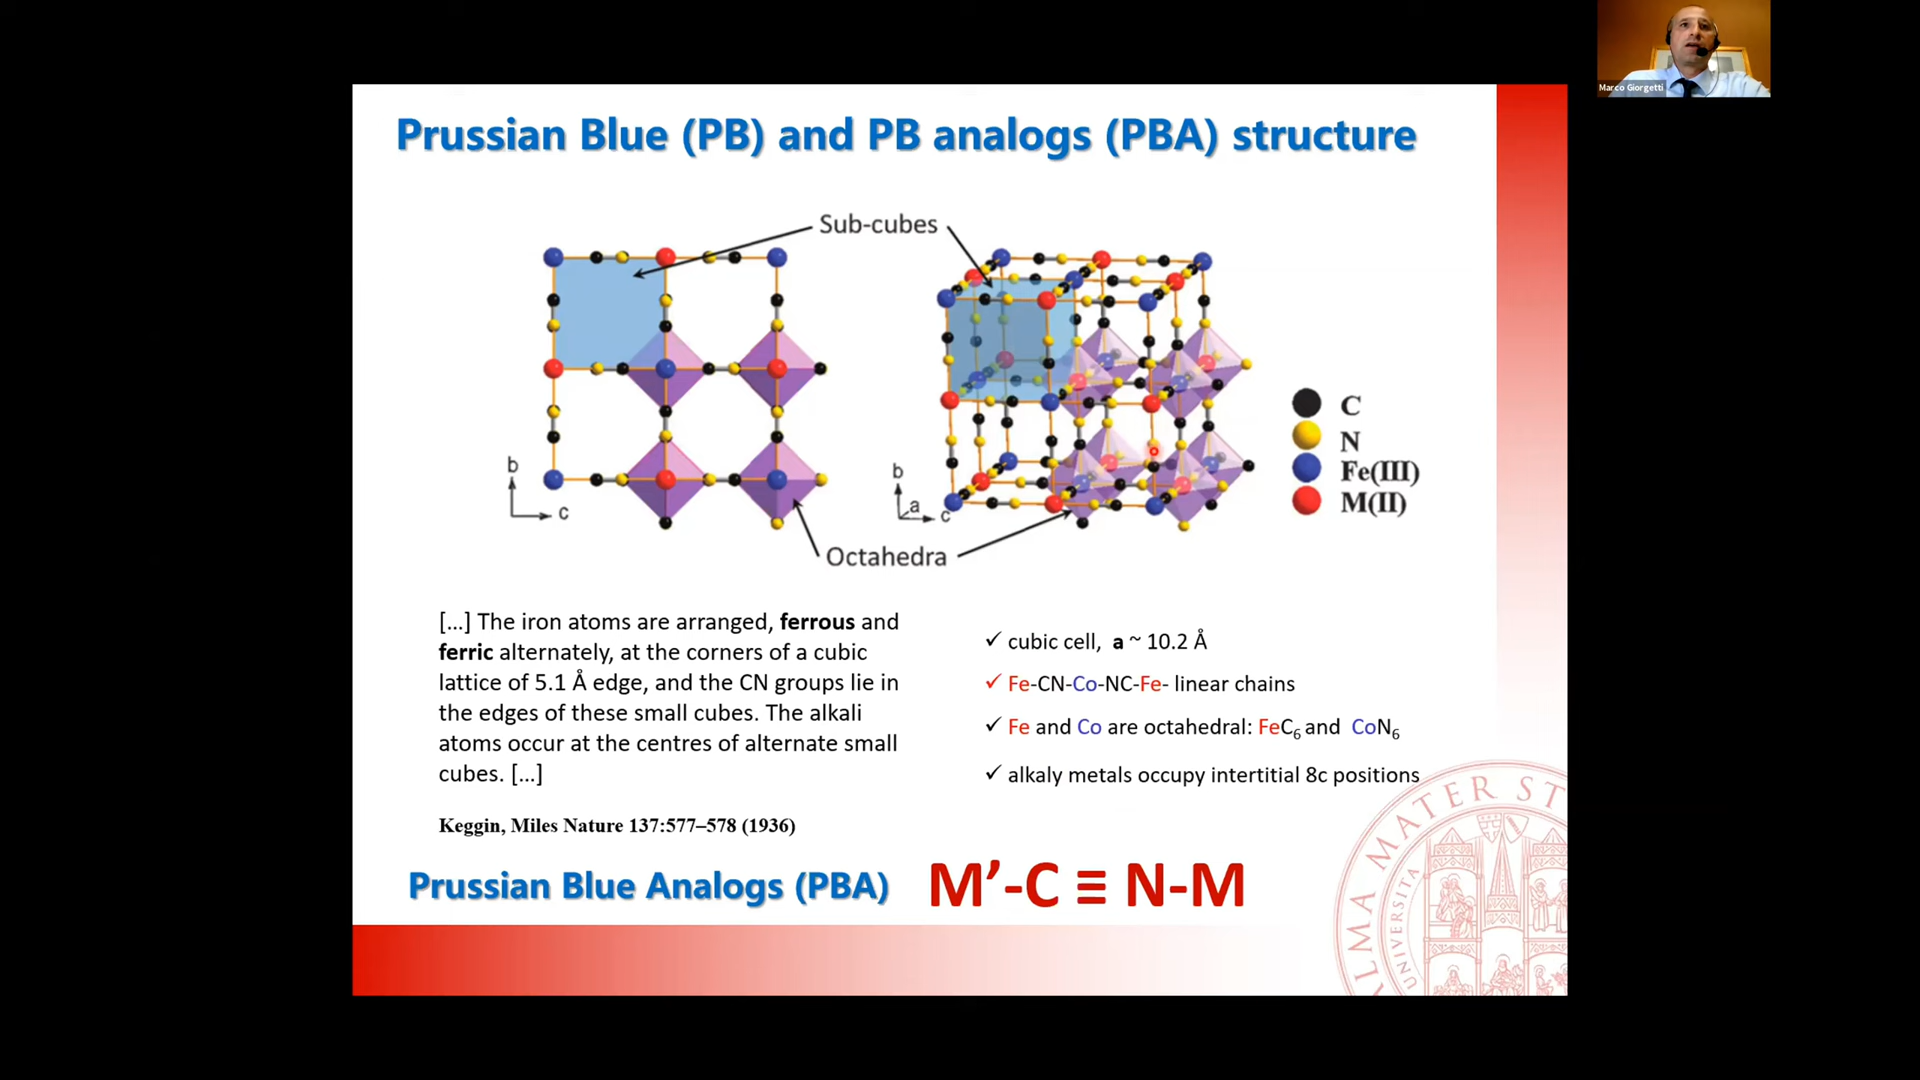 Marco Giorgetti
Prussian Blue (PB) and PB analogs (PBA) structure
Sub-cubes
b
c
b
a
c
Octahedra
C
N
Fe(III)
M(II)
[...] The iron atoms are arranged, ferrous and
ferric alternately, at the corners of a cubic
lattice of 5.1 Å edge, and the CN groups lie in
the edges of these small cubes. The alkali
atoms occur at the centres of alternate small
cubes. [...]
Keggin, Miles Nature 137:577–578 (1936)
✓ cubic cell, a ~ 10.2 Å
✓ Fe-CN-Co-NC-Fe- linear chains
✓ Fe and Co are octahedral: FeC6 and CoN6
✓ alkaly metals occupy intertitial 8c positions
Prussian Blue Analogs (PBA)
M’-C ≡ N-M
ALMA MATER ST
UNIVERSITA